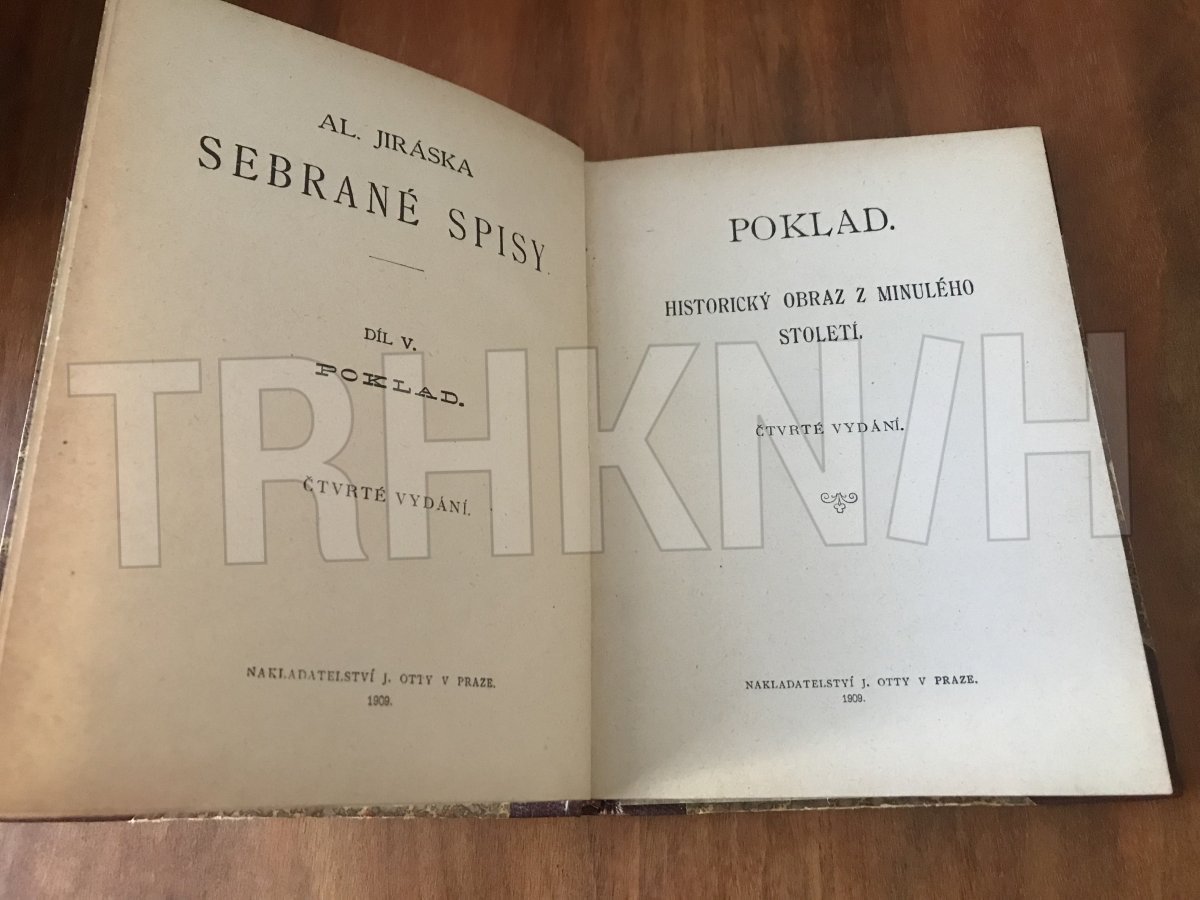 AL. JIRÁSKA
SEBRANÉ SPISY.
DÍL V.
POKLAD.
ČTVRTÉ VYDÁNÍ.
NAKLADATELSTVÍ J. OTTY V PRAZE.
1909.
POKLAD.
HISTORICKÝ OBRAZ Z MINULÉHO
STOLETÍ.
ČTVRTÉ VYDÁNÍ.
NAKLADATELSTVÍ J. OTTY V PRAZE.
1909.
TRHKNIH